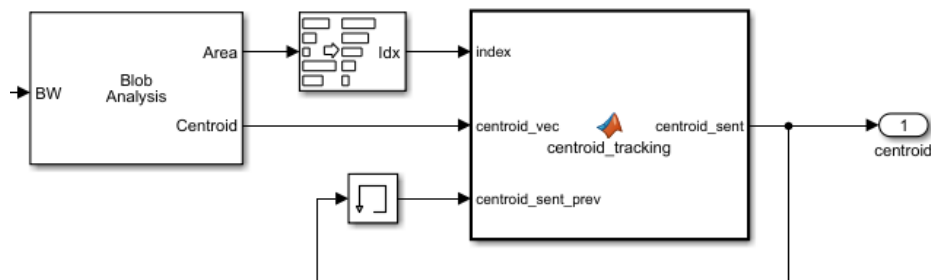 Area
BW
Blob
Analysis
Centroid
Idx
index
centroid_vec
centroid_tracking
centroid_sent
centroid_sent_prev
1
centroid